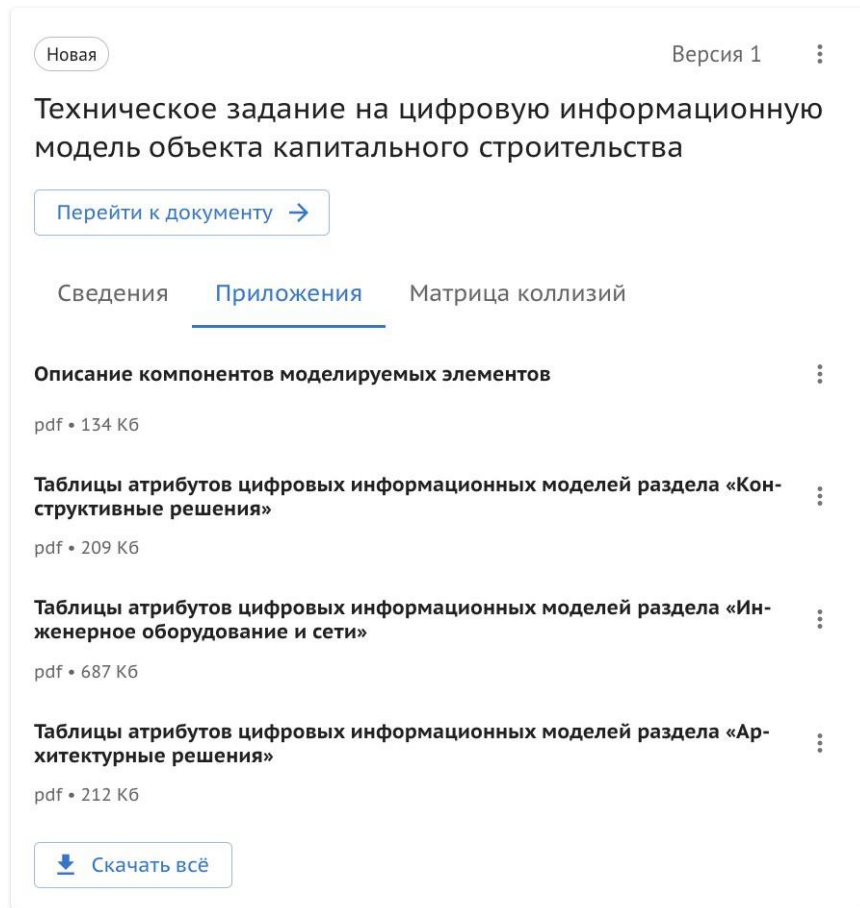 Новая
Версия 1
Техническое задание на цифровую информационную
модель объекта капитального строительства
Перейти к документу
Сведения
Приложения
Матрица коллизий
Описание компонентов моделируемых элементов
pdf • 134 Кб
Таблицы атрибутов цифровых информационных моделей раздела «Кон-
структивные решения»
pdf • 209 Кб
Таблицы атрибутов цифровых информационных моделей раздела «Ин-
женерное оборудование и сети»
pdf • 687 Кб
Таблицы атрибутов цифровых информационных моделей раздела «Ар-
хитектурные решения»
pdf • 212 Кб
Скачать всё